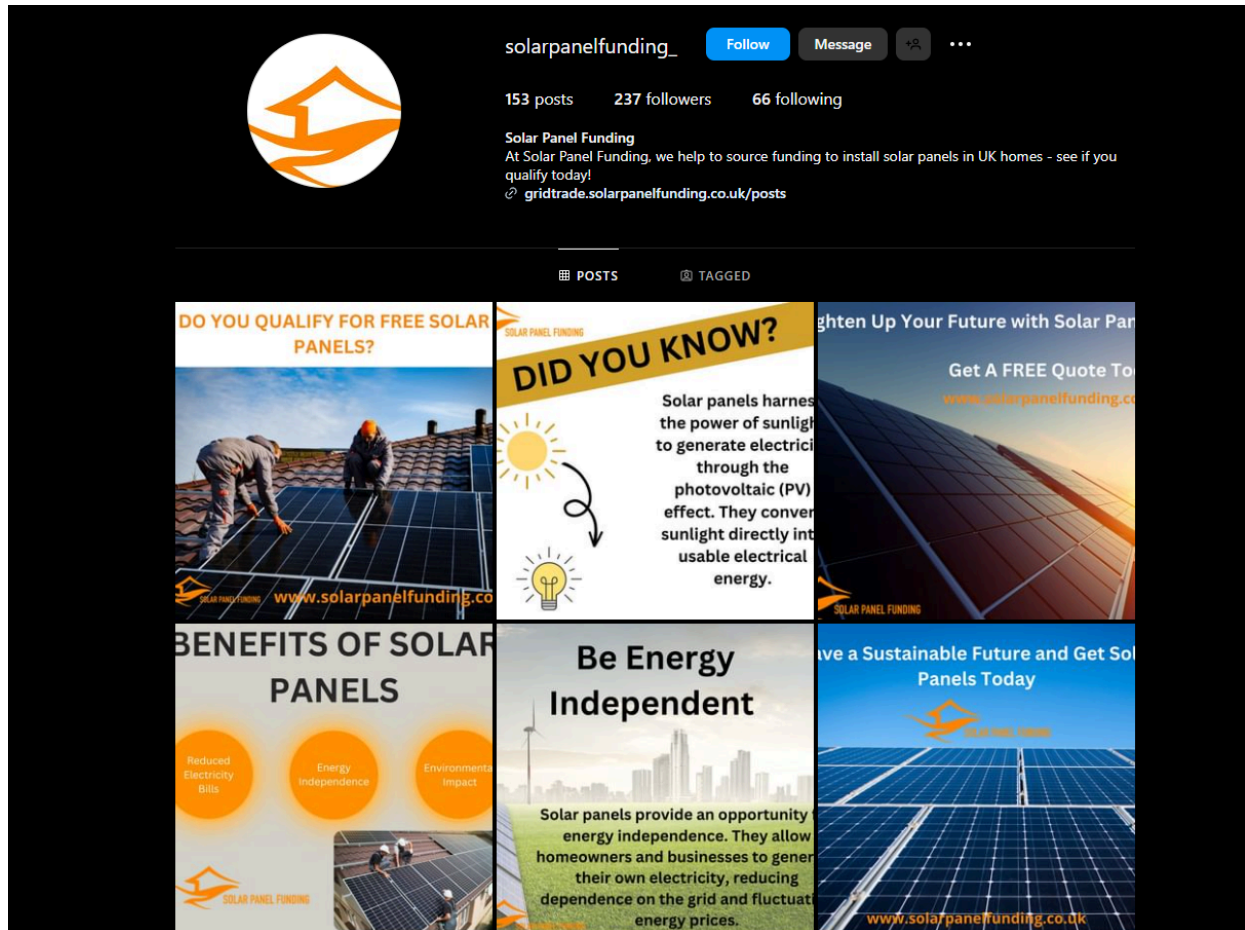 solarpanelfunding_
Follow
Message
153 posts
237 followers
66 following
Solar Panel Funding
At Solar Panel Funding, we help to source funding to install solar panels in UK homes - see if you
qualify today!
gridtrade.solarpanelfunding.co.uk/posts
POSTS
TAGGED
DO YOU QUALIFY FOR FREE SOLAR
PANELS?
SOLAR PANEL FUNDING
www.solarpanelfunding.co
SOLAR PANEL FUNDING
DID YOU KNOW?
Solar panels harnes
the power of sunligh
to generate electrici
through the
photovoltaic (PV)
effect. They conver
sunlight directly int
usable electrical
energy.
ghten Up Your Future with Solar Pan
Get A FREE Quote To
www.solarpanelfunding.co
SOLAR PANEL FUNDING
BENEFITS OF SOLAR
PANELS
Reduced
Electricity
Bills
Energy
Independence
Environmenta
Impact
SOLAR PANEL FUNDING
Be Energy
Independent
Solar panels provide an opportunity
energy independence. They allow
homeowners and businesses to gener
their own electricity, reducing
dependence on the grid and fluctuati
energy prices.
ave a Sustainable Future and Get Sol
Panels Today
SOLAR PANEL FUNDING
www.solarpanelfunding.co.uk